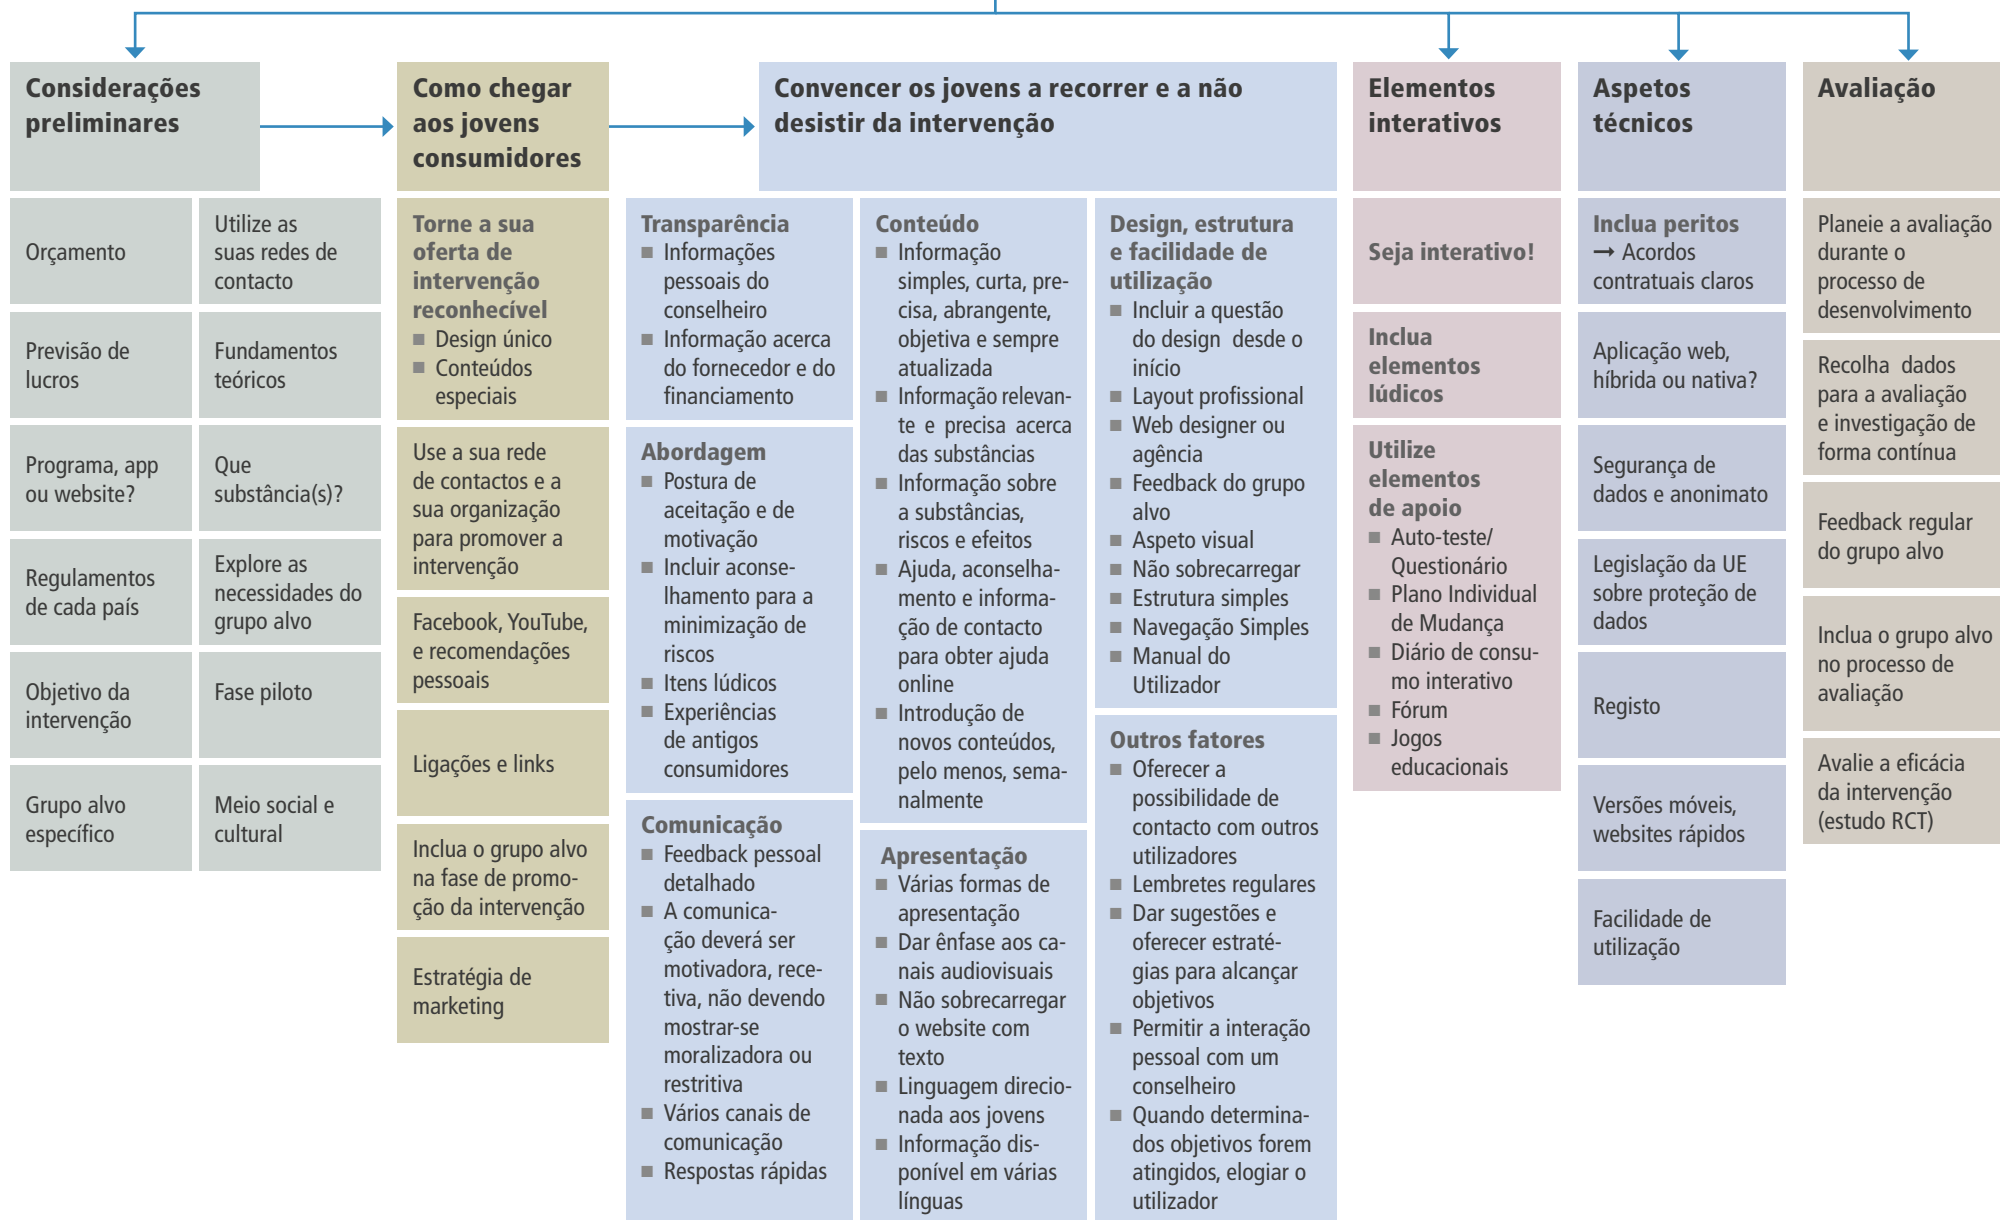 Considerações
preliminares
Orçamento
Utilize as
suas redes de
contacto
Previsão de
lucros
Fundamentos
teóricos
Programa, app
ou website?
Que
substância(s)?
Regulamentos
de cada país
Explore as
necessidades do
grupo alvo
Objetivo da
intervenção
Fase piloto
Grupo alvo
específico
Meio social e
cultural
Como chegar
aos jovens
consumidores
Torne a sua
oferta de
intervenção
reconhecível
■ Design único
■ Conteúdos
especiais
Use a sua rede
de contactos e a
sua organização
para promover a
intervenção
Facebook, YouTube,
e recomendações
pessoais
Ligações e links
Inclua o grupo alvo
na fase de promo-
ção da intervenção
Estratégia de
marketing
Convencer os jovens a recorrer e a não
desistir da intervenção
Transparência
■ Informações
pessoais do
conselheiro
■ Informação acerca
do fornecedor e do
financiamento
Abordagem
■ Postura de
aceitação e de
motivação
■ Incluir aconse-
lhamento para a
minimização de
riscos
■ Itens lúdicos
■ Experiências
de antigos
consumidores
Comunicação
■ Feedback pessoal
detalhado
■ A comunica-
ção deverá ser
motivadora, rece-
tiva, não devendo
mostrar-se
moralizadora ou
restritiva
■ Vários canais de
comunicação
■ Respostas rápidas
Conteúdo
■ Informação
simples, curta, pre-
cisa, abrangente,
objetiva e sempre
atualizada
■ Informação relevan-
te e precisa acerca
das substâncias
■ Informação sobre
a substâncias,
riscos e efeitos
■ Ajuda, aconselha-
mento e informa-
ção de contacto
para obter ajuda
online
■ Introdução de
novos conteúdos,
pelo menos, sema-
nalmente
Apresentação
■ Várias formas de
apresentação
■ Dar ênfase aos ca-
nais audiovisuais
■ Não sobrecarregar
o website com
texto
■ Linguagem direcio-
nada aos jovens
■ Informação dis-
ponível em várias
línguas
Design, estrutura
e facilidade de
utilização
■ Incluir a questão
do design desde o
início
■ Layout profissional
■ Web designer ou
agência
■ Feedback do grupo
alvo
■ Aspeto visual
■ Não sobrecarregar
■ Estrutura simples
■ Navegação Simples
■ Manual do
Utilizador
Outros fatores
■ Oferecer a
possibilidade de
contacto com outros
utilizadores
■ Lembretes regulares
■ Dar sugestões e
oferecer estraté-
gias para alcançar
objetivos
■ Permitir a interação
pessoal com um
conselheiro
■ Quando determina-
dos objetivos forem
atingidos, elogiar o
utilizador
Elementos
interativos
Seja interativo!
Inclua
elementos
lúdicos
Utilize
elementos
de apoio
■ Auto-teste/
Questionário
■ Plano Individual
de Mudança
■ Diário de consu-
mo interativo
■ Fórum
■ Jogos
educacionais
Aspetos
técnicos
Inclua peritos
→ Acordos
contratuais claros
Aplicação web,
híbrida ou nativa?
Segurança de
dados e anonimato
Legislação da UE
sobre proteção de
dados
Registo
Versões móveis,
websites rápidos
Facilidade de
utilização
Avaliação
Planeie a avaliação
durante o
processo de
desenvolvimento
Recolha dados
para a avaliação
e investigação de
forma contínua
Feedback regular
do grupo alvo
Inclua o grupo alvo
no processo de
avaliação
Avalie a eficácia
da intervenção
(estudo RCT)